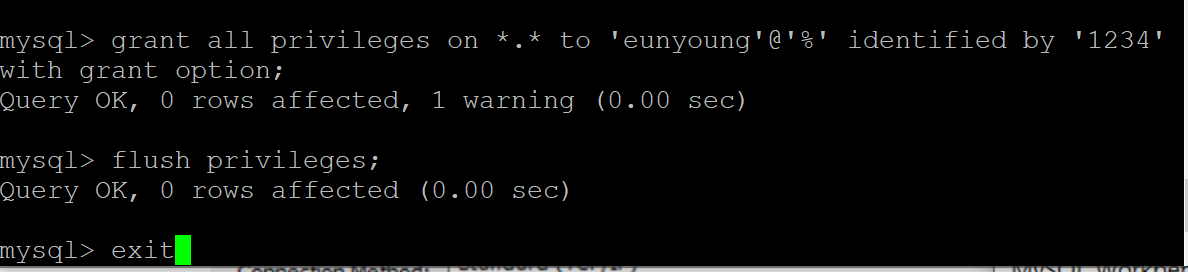 mysql> grant all privileges on *.* to 'eunyoung'@'%' identified by '1234'
with grant option;
Query OK, 0 rows affected, 1 warning (0.00 sec)
mysql> flush privileges;
Query OK, 0 rows affected (0.00 sec)
mysql> exit